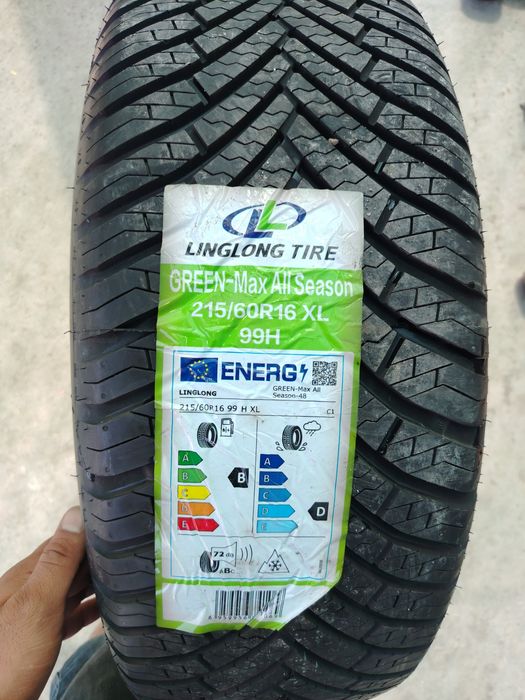 LINGLONG TIRE
GREEN-Max All Season
215/60R16 XL
99H
ENERG
LINGLONG
GREEN-Max All
Season-48
215/60R16 99 H XL
C1
A
B
C
D
E
B
A
B
C
D
E
D
72 dB
ABC